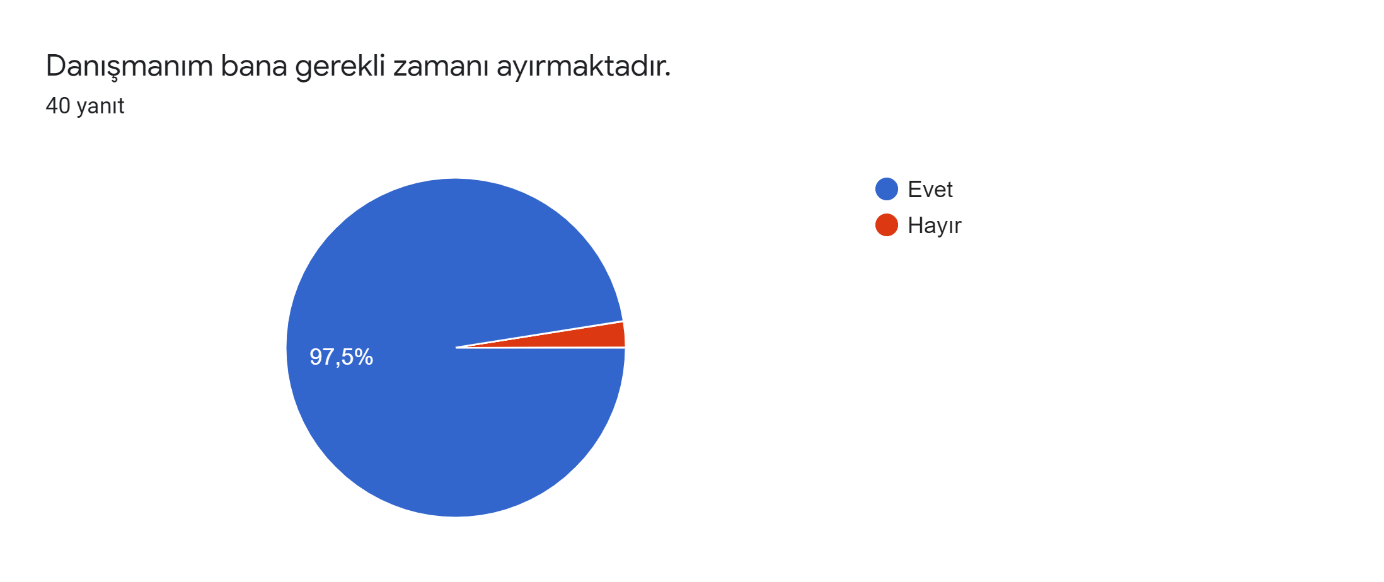 Danışmanım bana gerekli zamanı ayırmaktadır.
40 yanıt
Evet
Hayır
97,5%